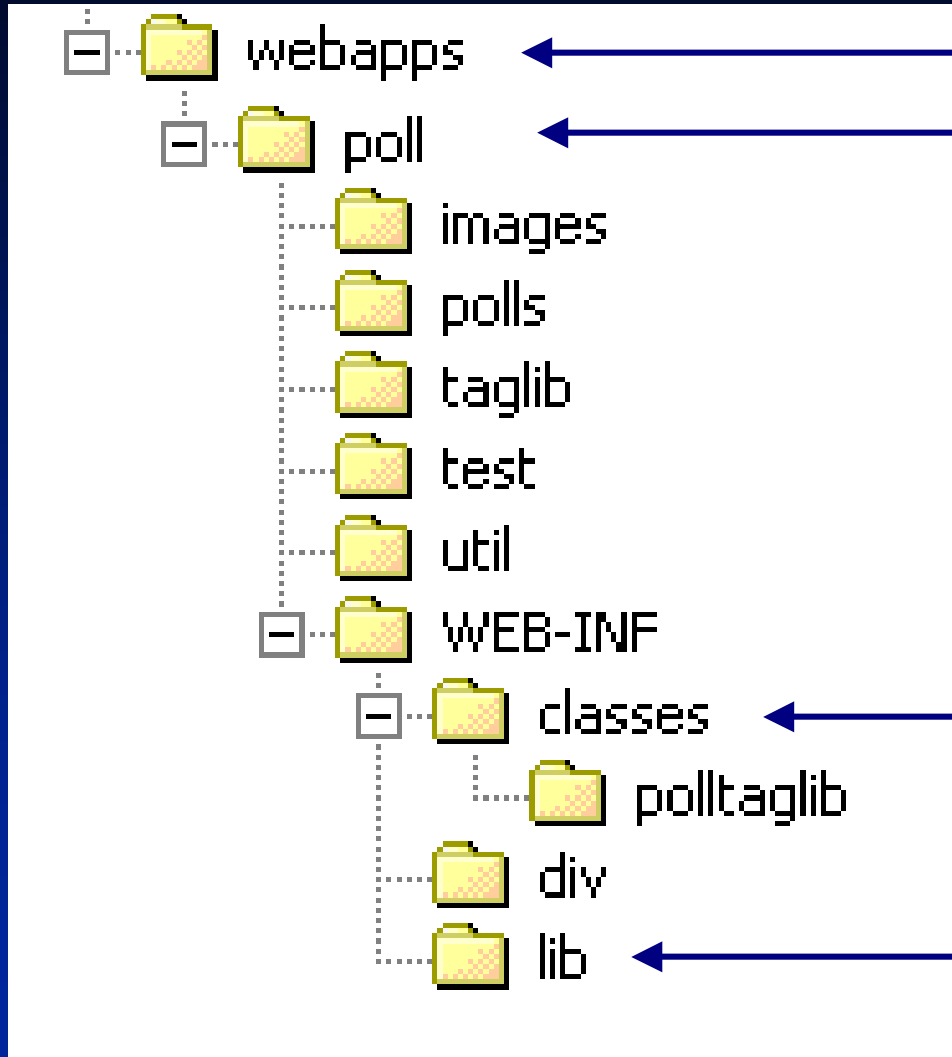 webapps
poll
images
polls
taglib
test
util
WEB-INF
classes
polltaglib
div
lib